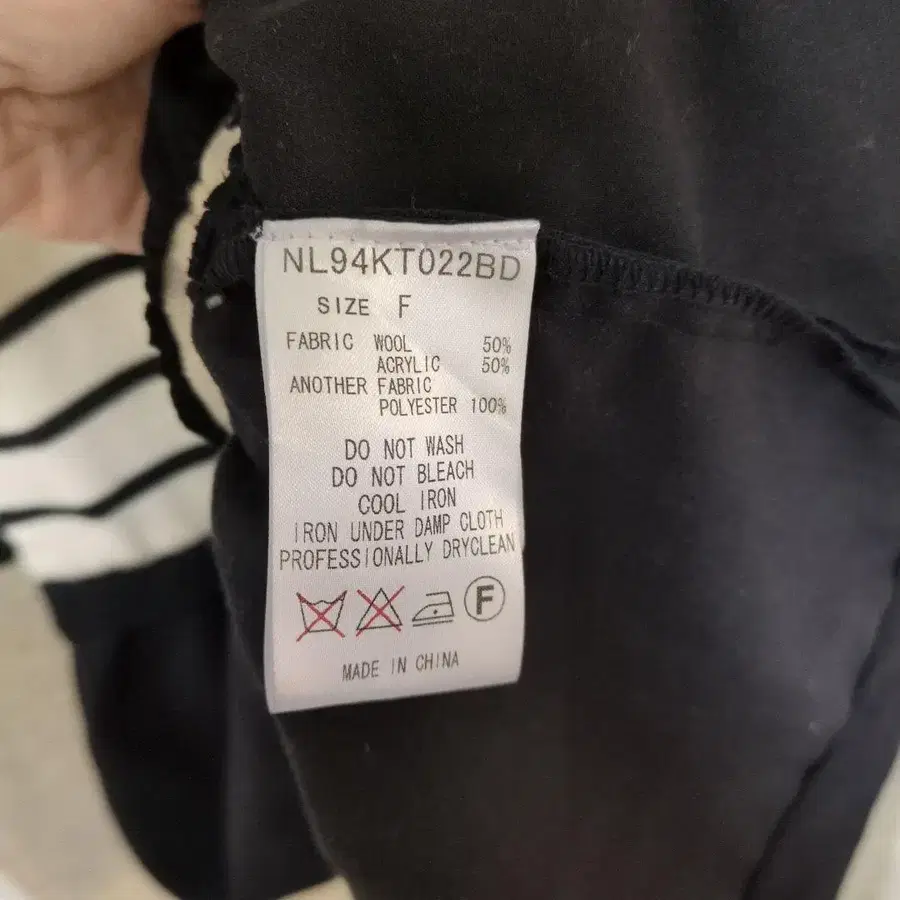 NL94KT022BD
SIZE F
FABRIC WOOL 50%
ACRYLIC 50%
ANOTHER FABRIC
POLYESTER 100%
DO NOT WASH
DO NOT BLEACH
COOL IRON
IRON UNDER DAMP CLOTH
PROFESSIONALLY DRYCLEAN
F
MADE IN CHINA